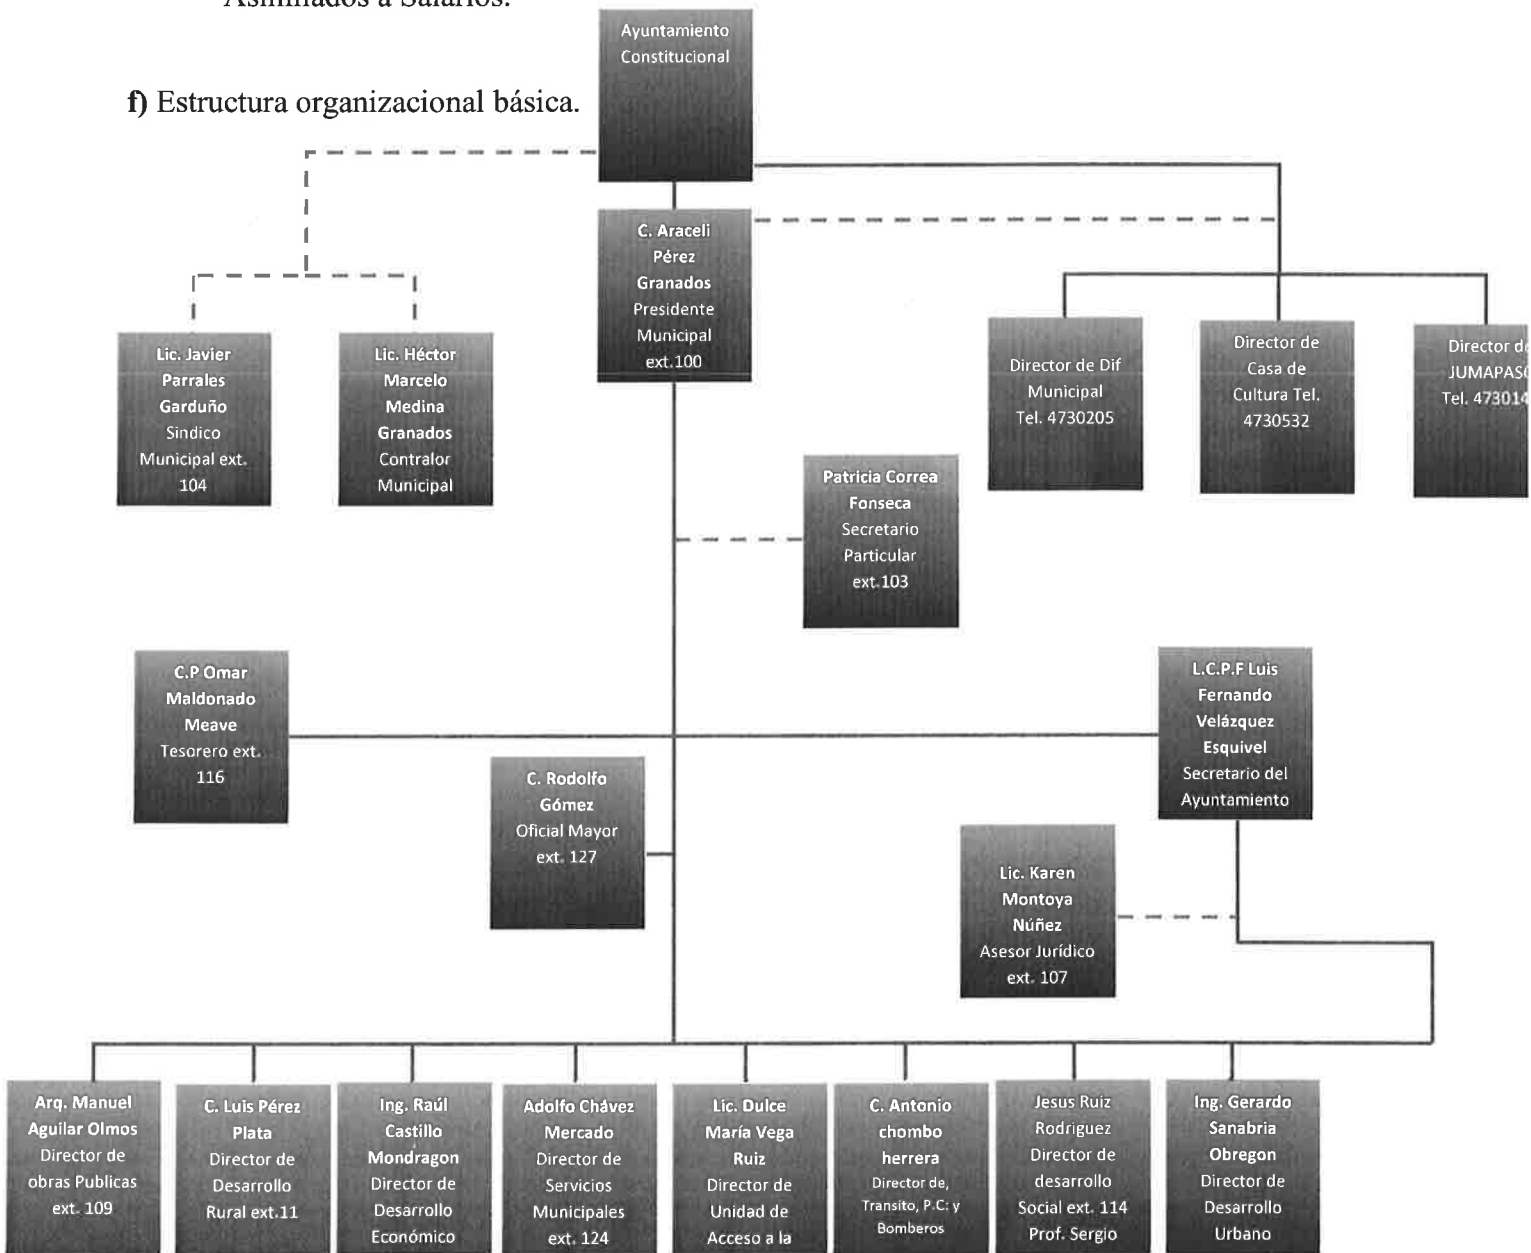 Asimilados a Salarios.
Ayuntamiento
Constitucional
f) Estructura organizacional básica.
C. Araceli
Pérez
Granados
Presidente
Municipal
ext.100
Lic. Javier
Parrales
Garduño
Sindico
Municipal ext.
104
Lic. Héctor
Marcelo
Medina
Granados
Contralor
Municipal
Director de Dif
Municipal
Tel. 4730205
Director de
Casa de
Cultura Tel.
4730532
Director de
JUMAPAS
Tel. 473014
Patricia Correa
Fonseca
Secretario
Particular
ext.103
C.P Omar
Maldonado
Meave
Tesorero ext.
116
L.C.P.F Luis
Fernando
Velázquez
Esquivel
Secretario del
Ayuntamiento
C. Rodolfo
Gómez
Oficial Mayor
ext. 127
Lic. Karen
Montoya
Núñez
Asesor Jurídico
ext. 107
Arq. Manuel
Aguilar Olmos
Director de
obras Publicas
ext. 109
C. Luis Pérez
Plata
Director de
Desarrollo
Rural ext.11
Ing. Raúl
Castillo
Mondragon
Director de
Desarrollo
Económico
Adolfo Chávez
Mercado
Director de
Servicios
Municipales
ext. 124
Lic. Dulce
María Vega
Ruiz
Director de
Unidad de
Acceso a la
C. Antonio
chombo
herrera
Director de,
Transito, P.C: y
Bomberos
Jesus Ruiz
Rodriguez
Director de
desarrollo
Social ext. 114
Prof. Sergio
Ing. Gerardo
Sanabria
Obregon
Director de
Desarrollo
Urbano